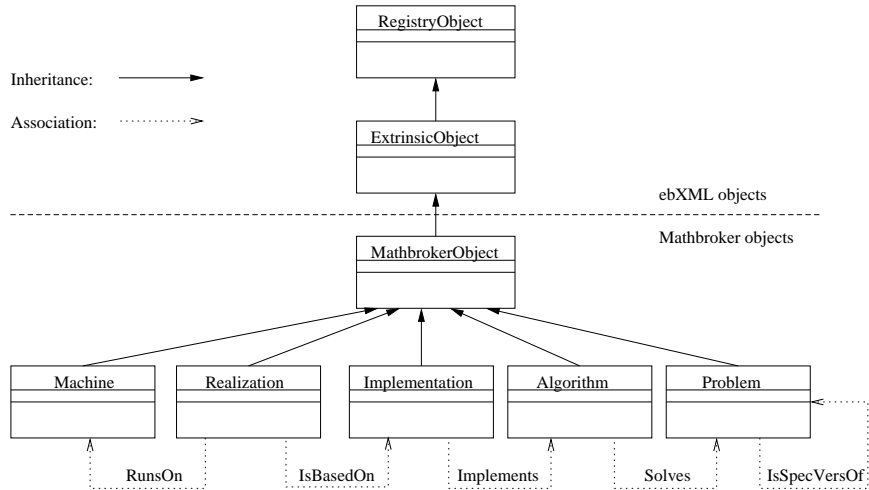 RegistryObject
Inheritance:
Association:
ExtrinsicObject
ebXML objects
Mathbroker objects
MathbrokerObject
Machine
Realization
Implementation
Algorithm
Problem
RunsOn
IsBasedOn
Implements
Solves
IsSpecVersOf